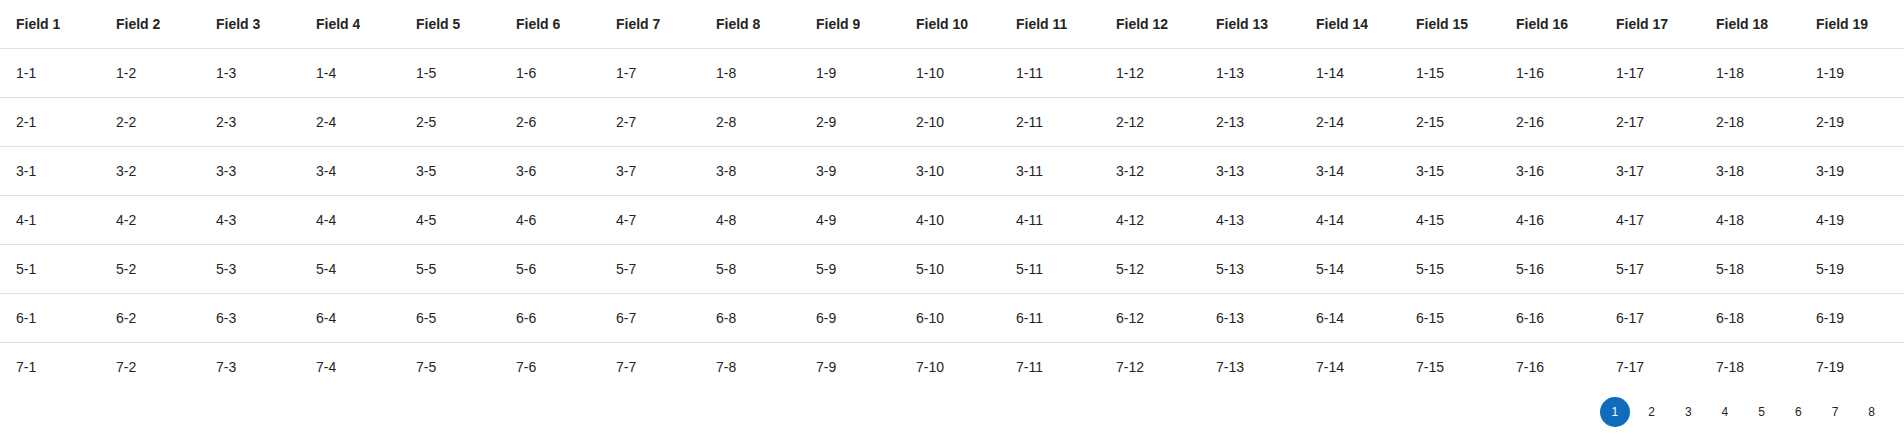 Field 1 Field 2 Field 3 Field 4 Field 5 Field 6 Field 7 Field 8 Field 9 Field 10 Field 11 Field 12 Field 13 Field 14 Field 15 Field 16 Field 17 Field 18 Field 19
1-1 1-2 1-3 1-4 1-5 1-6 1-7 1-8 1-9 1-10 1-11 1-12 1-13 1-14 1-15 1-16 1-17 1-18 1-19
2-1 2-2 2-3 2-4 2-5 2-6 2-7 2-8 2-9 2-10 2-11 2-12 2-13 2-14 2-15 2-16 2-17 2-18 2-19
3-1 3-2 3-3 3-4 3-5 3-6 3-7 3-8 3-9 3-10 3-11 3-12 3-13 3-14 3-15 3-16 3-17 3-18 3-19
4-1 4-2 4-3 4-4 4-5 4-6 4-7 4-8 4-9 4-10 4-11 4-12 4-13 4-14 4-15 4-16 4-17 4-18 4-19
5-1 5-2 5-3 5-4 5-5 5-6 5-7 5-8 5-9 5-10 5-11 5-12 5-13 5-14 5-15 5-16 5-17 5-18 5-19
6-1 6-2 6-3 6-4 6-5 6-6 6-7 6-8 6-9 6-10 6-11 6-12 6-13 6-14 6-15 6-16 6-17 6-18 6-19
7-1 7-2 7-3 7-4 7-5 7-6 7-7 7-8 7-9 7-10 7-11 7-12 7-13 7-14 7-15 7-16 7-17 7-18 7-19
1 2 3 4 5 6 7 8